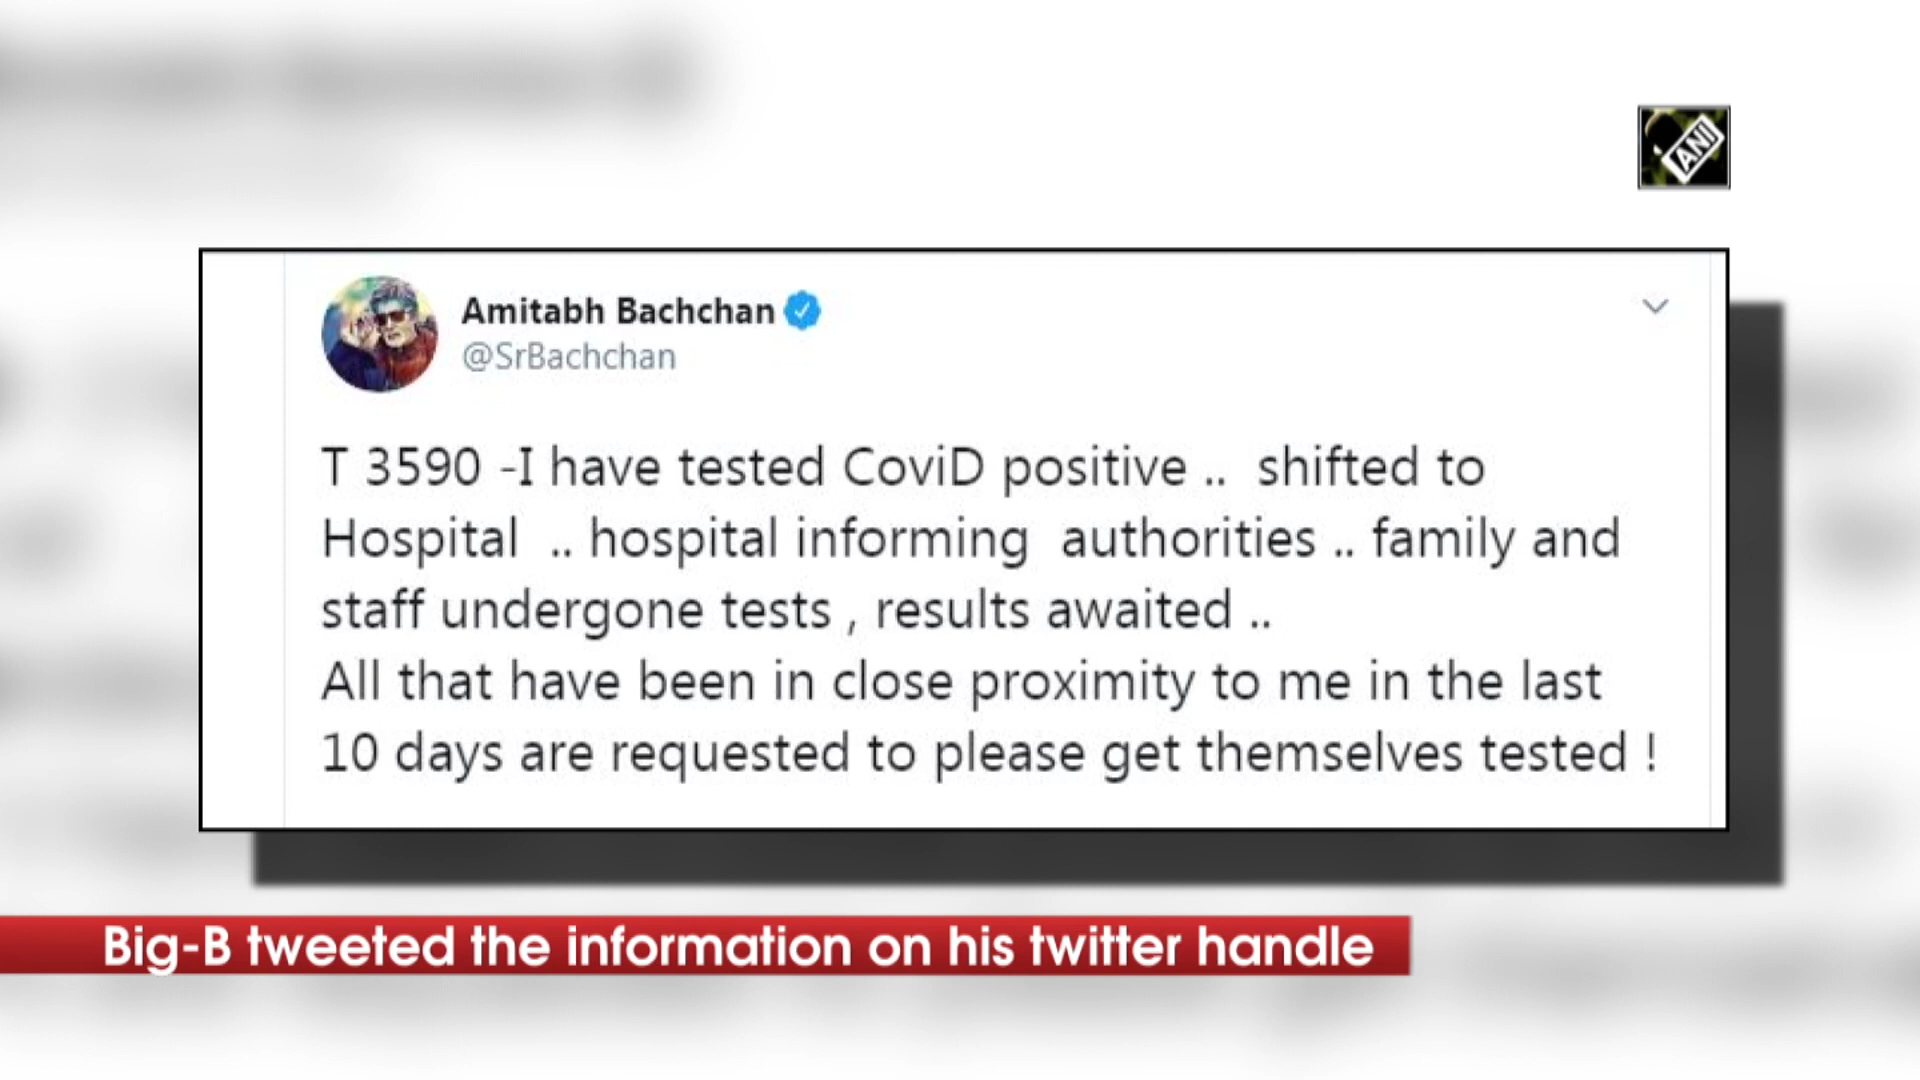 ANI
Amitabh Bachchan
@SrBachchan
T 3590 -I have tested CoviD positive ..  shifted to
Hospital  .. hospital informing  authorities .. family and
staff undergone tests , results awaited ..
All that have been in close proximity to me in the last
10 days are requested to please get themselves tested !
Big-B tweeted the information on his twitter handle